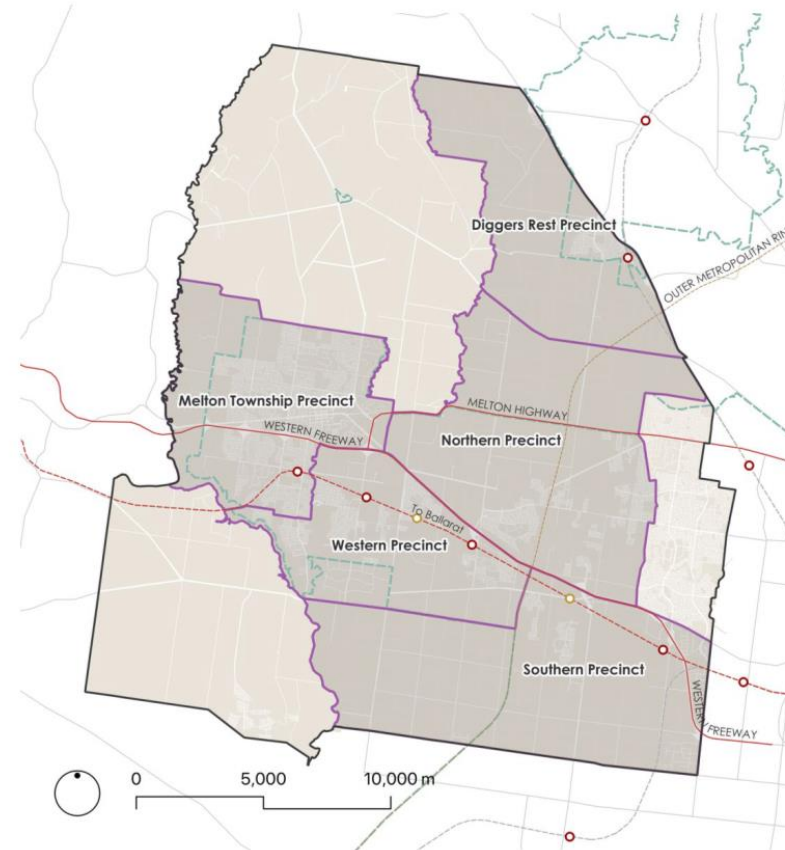 Diggers Rest Precinct
OUTER METROPOLITAN RIN
Melton Township Precinct
MELTON HIGHWAY
WESTERN FREEWAY
Northern Precinct
To Ballarat
Western Precinct
Southern Precinct
WESTERN FREEWAY
0 5,000 10,000 m